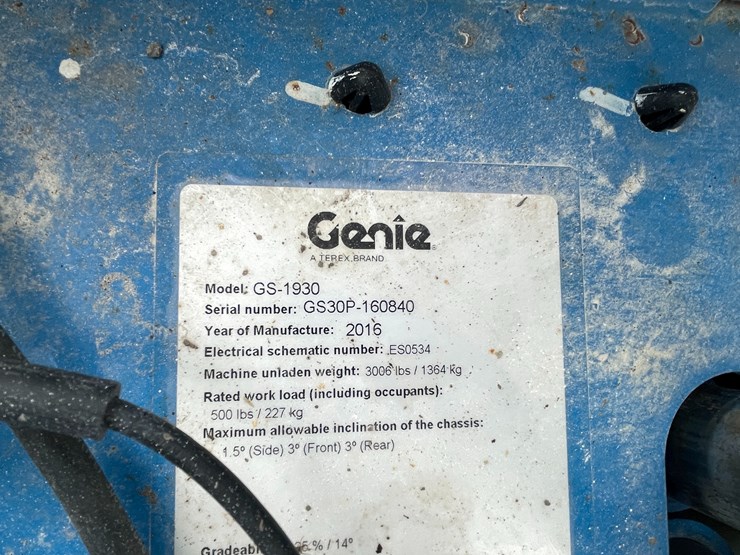 Genie
A TEREX BRAND
Model: GS-1930
Serial number: GS30P-160840
Year of Manufacture: 2016
Electrical schematic number: ES0534
Machine unladen weight: 3006 lbs / 1364 kg
Rated work load (including occupants):
500 lbs / 227 kg
Maximum allowable inclination of the chassis:
1.5° (Side) 3° (Front) 3° (Rear)
% / 14°